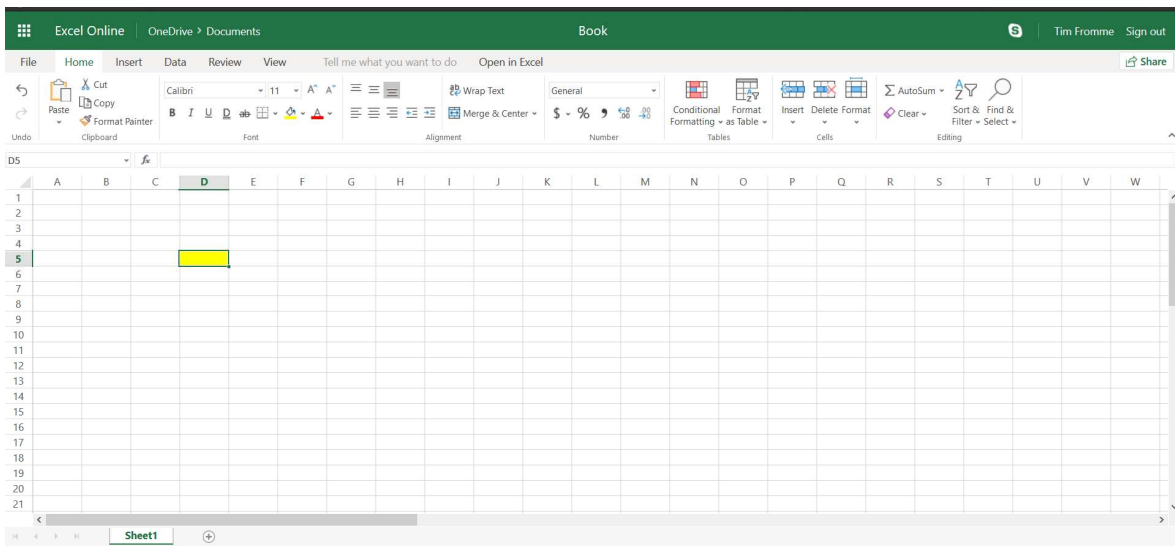 Excel Online OneDrive > Documents Book Tim Fromme Sign out
File Home Insert Data Review View Tell me what you want to do Open in Excel Share
Cut Calibri 11 A A Wrap Text General AutoSum
Copy
Paste B I U D ab A Merge & Center $ % , .00 Conditional Format Insert Delete Format Clear Sort & Find &
Format Painter Formatting as Table Filter Select
Undo Clipboard Font Alignment Number Tables Cells Editing
D5 fx
A B C D E F G H I J K L M N O P Q R S T U V W
1
2
3
4
5
6
7
8
9
10
11
12
13
14
15
16
17
18
19
20
21
Sheet1